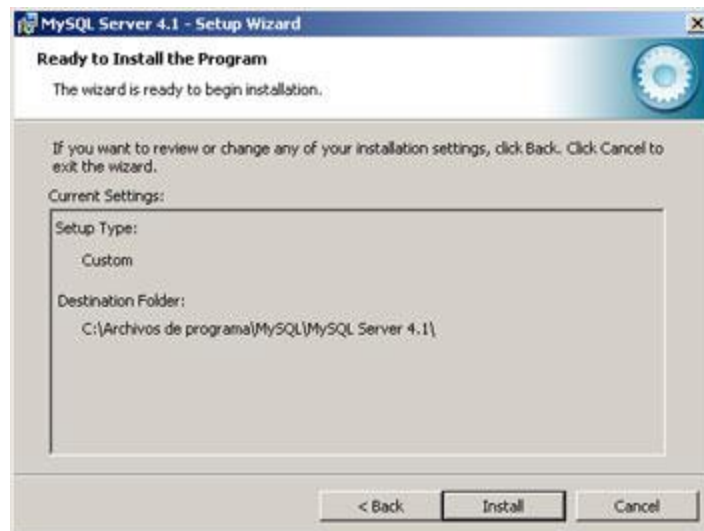 MySQL Server 4.1 - Setup Wizard
Ready to Install the Program
The wizard is ready to begin installation.
If you want to review or change any of your installation settings, click Back. Click Cancel to
exit the wizard.
Current Settings:
Setup Type:
Custom
Destination Folder:
C:\Archivos de programa\MySQL\MySQL Server 4.1\
< Back
Install
Cancel